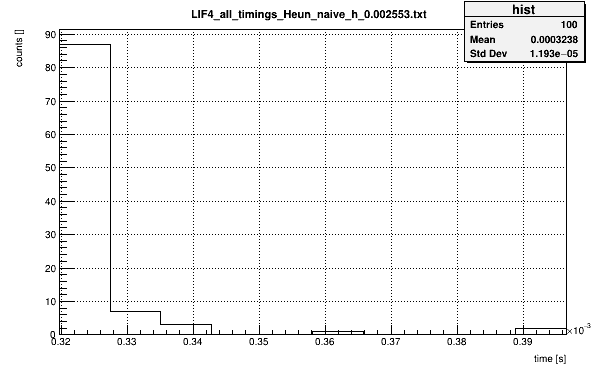 LIF4_all_timings_Heun_naive_h_0.002553.txt
hist
Entries 100
Mean 0.0003238
Std Dev 1.193e−05
counts []
90
80
70
60
50
40
30
20
10
0
0.32 0.33 0.34 0.35 0.36 0.37 0.38 0.39
×10⁻³
time [s]